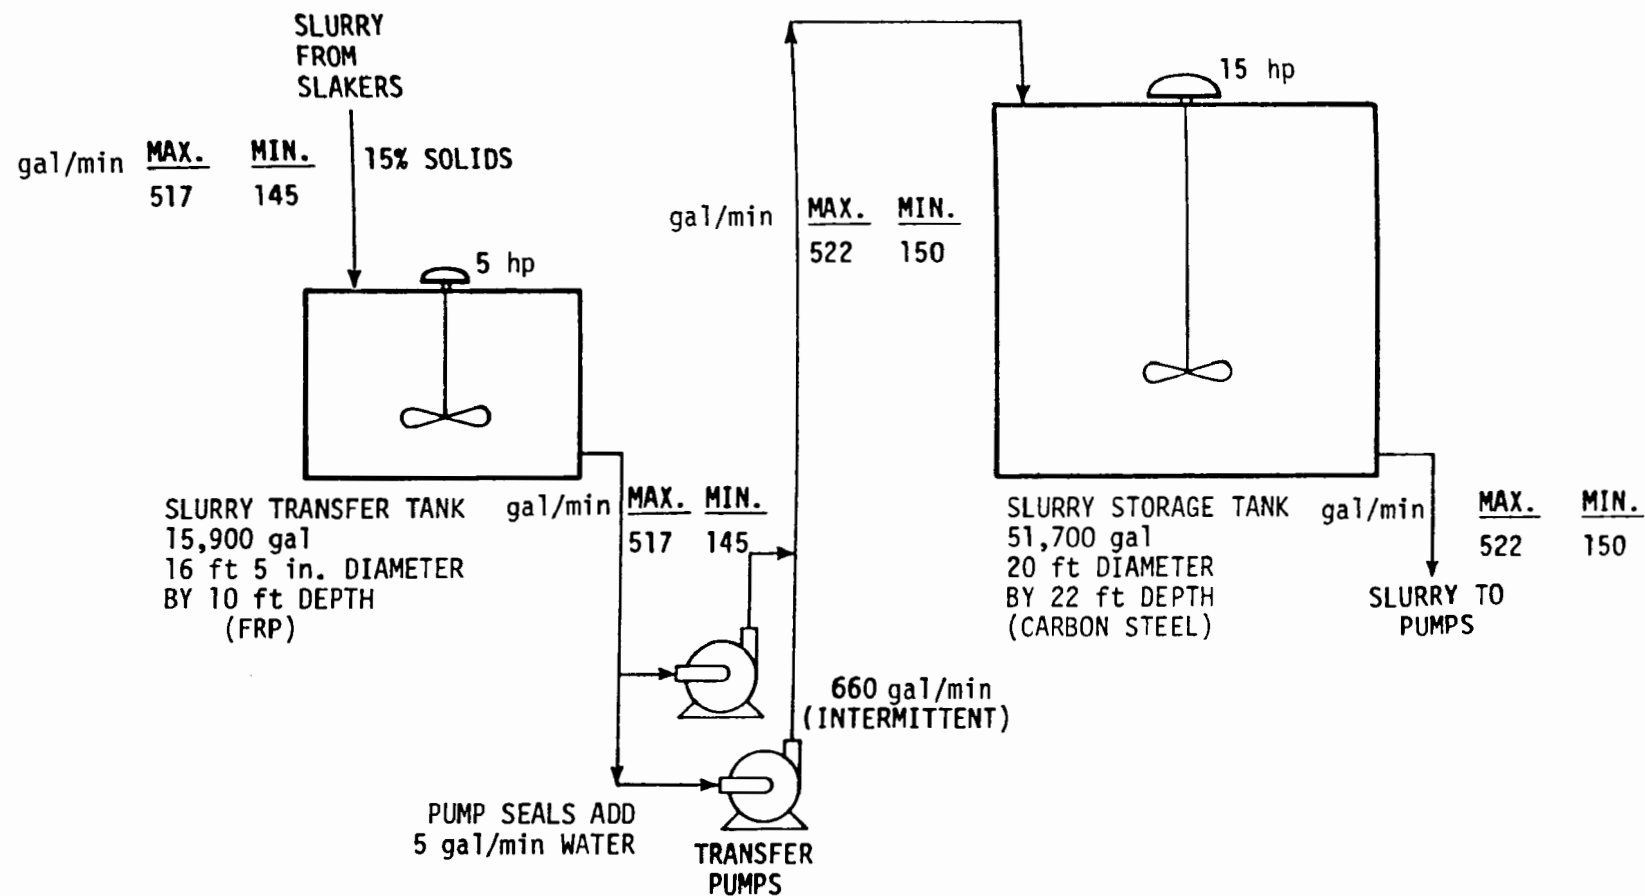 SLURRY
FROM
SLAKERS
gal/min MAX. MIN.
517 145
15% SOLIDS
5 hp
SLURRY TRANSFER TANK
15,900 gal
16 ft 5 in. DIAMETER
BY 10 ft DEPTH
(FRP)
gal/min MAX. MIN.
517 145
PUMP SEALS ADD
5 gal/min WATER
TRANSFER
PUMPS
660 gal/min
(INTERMITTENT)
gal/min MAX. MIN.
522 150
15 hp
SLURRY STORAGE TANK
51,700 gal
20 ft DIAMETER
BY 22 ft DEPTH
(CARBON STEEL)
gal/min MAX. MIN.
522 150
SLURRY TO
PUMPS